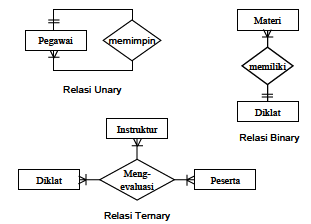 Materi
Pegawai
memimpin
memiliki
Relasi Unary
Diklat
Instruktur
Relasi Binary
Diklat
Meng-
evaluasi
Peserta
Relasi Ternary